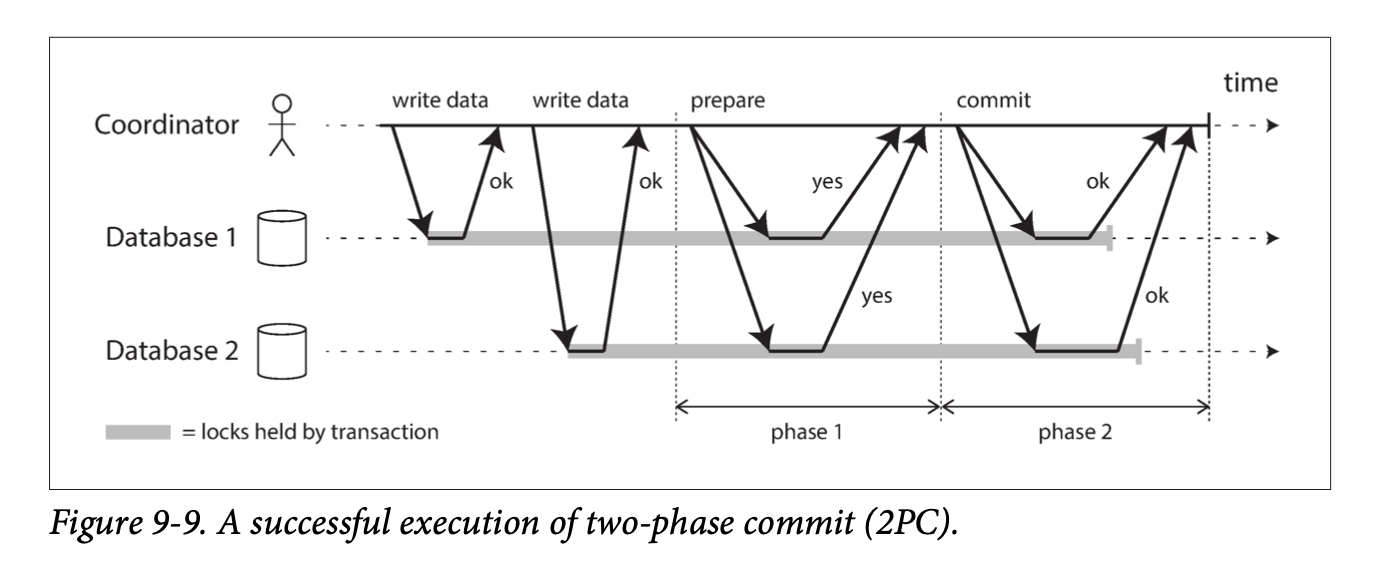 time
write data write data prepare commit
Coordinator
ok ok yes ok
Database 1
yes ok
Database 2
= locks held by transaction phase 1 phase 2
Figure 9-9. A successful execution of two-phase commit (2PC).